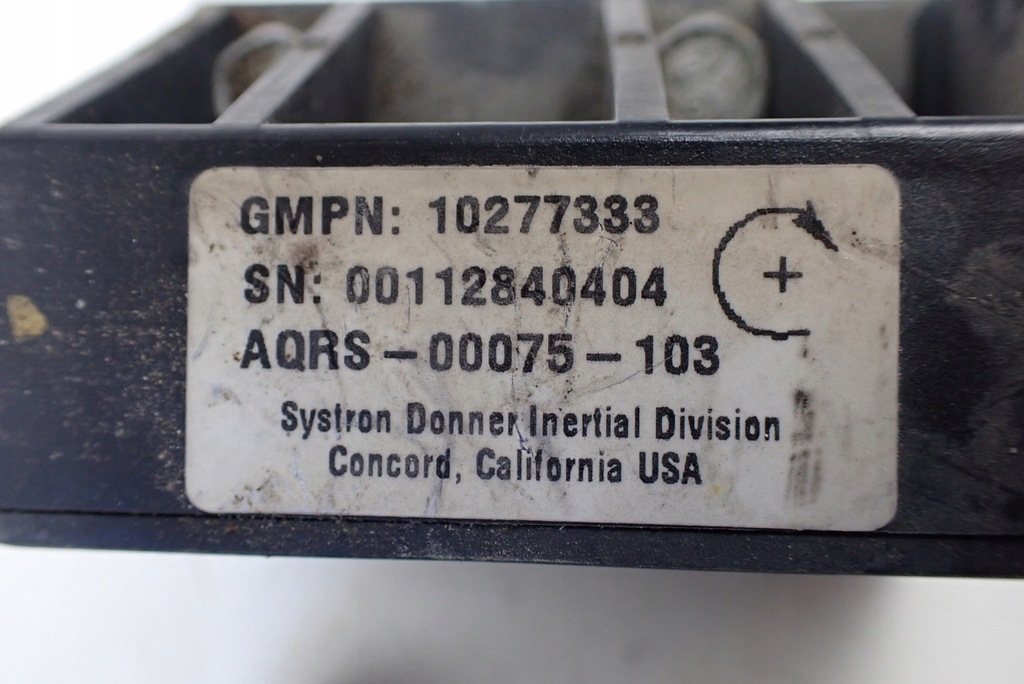 GMPN: 10277333
SN: 00112840404
AQRS-00075-103
Systron Donner Inertial Division
Concord, California USA
+